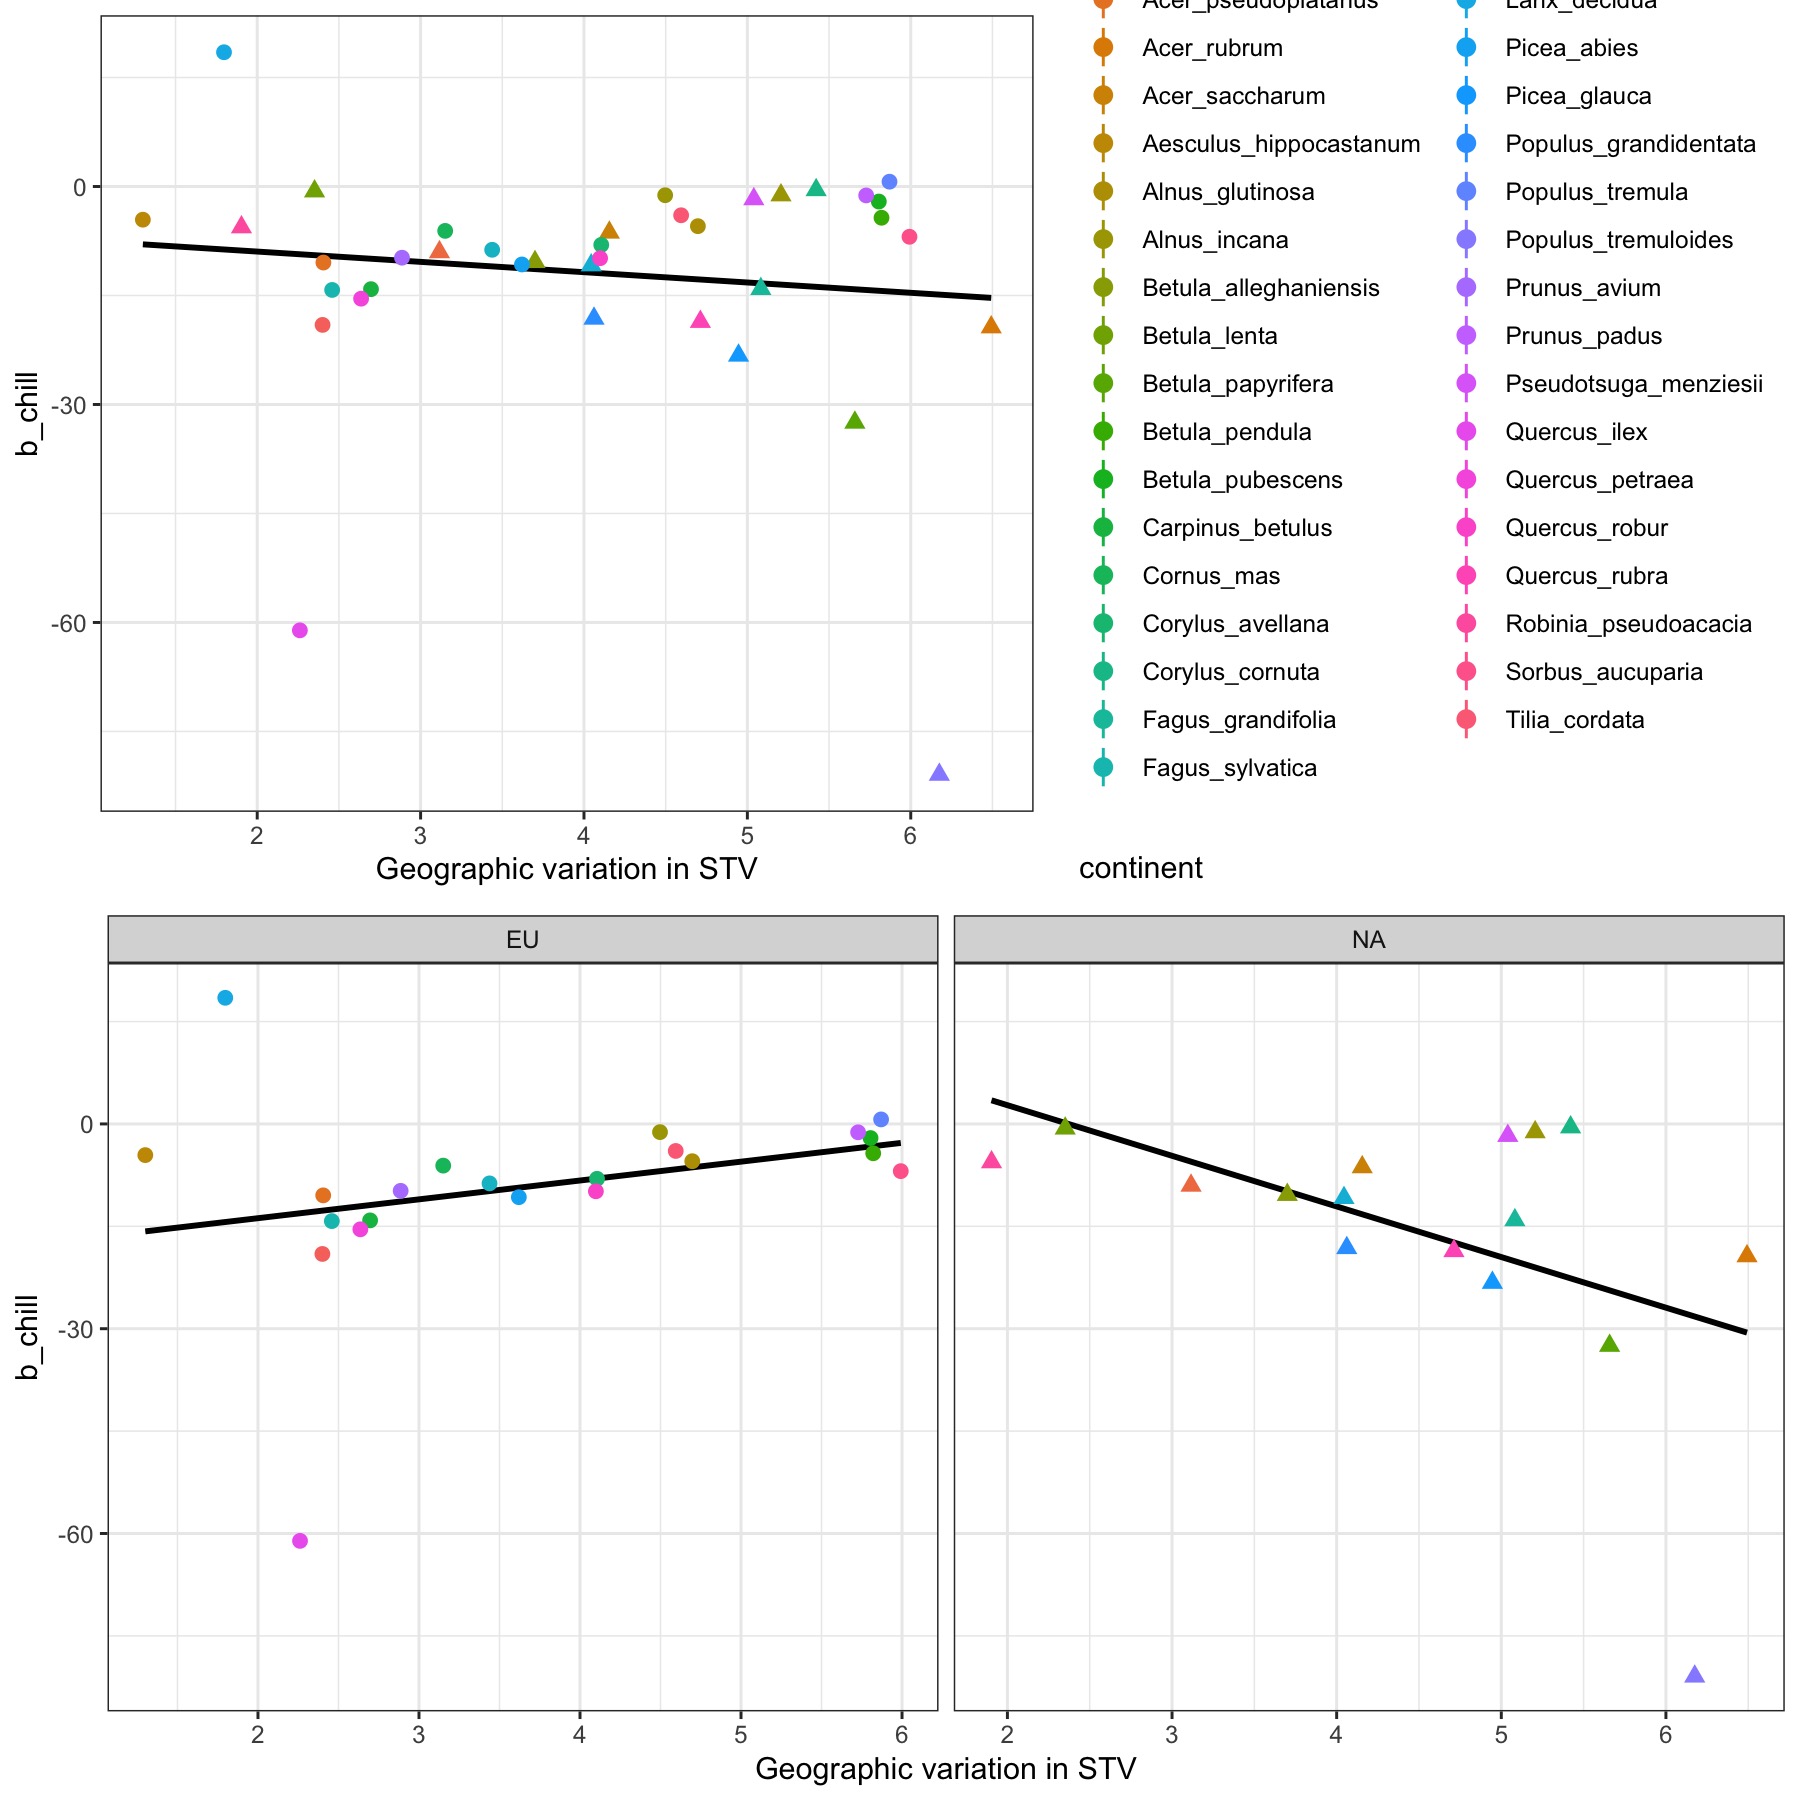 0
-30
-60
b_chill
2 3 4 5 6
Geographic variation in STV
Acer_pseudoplatanus
Acer_rubrum
Acer_saccharum
Aesculus_hippocastanum
Alnus_glutinosa
Alnus_incana
Betula_alleghaniensis
Betula_lenta
Betula_papyrifera
Betula_pendula
Betula_pubescens
Carpinus_betulus
Cornus_mas
Corylus_avellana
Corylus_cornuta
Fagus_grandifolia
Fagus_sylvatica
Larix_decidua
Picea_abies
Picea_glauca
Populus_grandidentata
Populus_tremula
Populus_tremuloides
Prunus_avium
Prunus_padus
Pseudotsuga_menziesii
Quercus_ilex
Quercus_petraea
Quercus_robur
Quercus_rubra
Robinia_pseudoacacia
Sorbus_aucuparia
Tilia_cordata
continent
EU
NA
0
-30
-60
b_chill
2 3 4 5 6
2 3 4 5 6
Geographic variation in STV